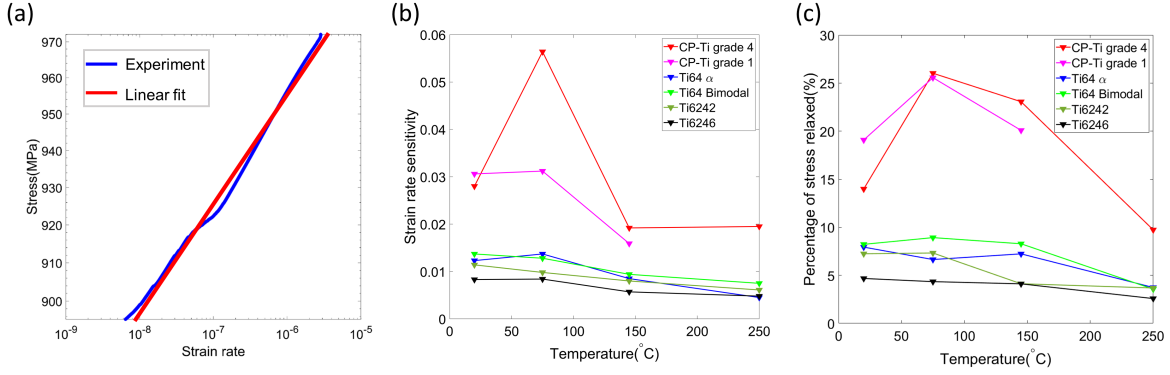 (a)
970
960
950
940
930
920
910
900
Stress(MPa)
Experiment
Linear fit
10-9
10-8
10-7
10-6
10-5
Strain rate
(b)
0.06
0.05
0.04
0.03
0.02
0.01
0
Strain rate sensitivity
CP-Ti grade 4
CP-Ti grade 1
Ti64 α
Ti64 Bimodal
Ti6242
Ti6246
0
50
100
150
200
250
Temperature(°C)
(c)
30
25
20
15
10
5
0
Percentage of stress relaxed(%)
CP-Ti grade 4
CP-Ti grade 1
Ti64 α
Ti64 Bimodal
Ti6242
Ti6246
0
50
100
150
200
250
Temperature(°C)